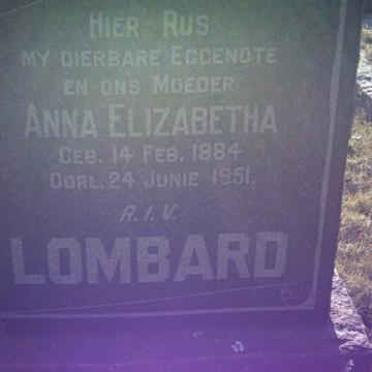 HIER RUS
MY DIERBARE EGGENOTE
EN ONS MOEDER
ANNA ELIZABETHA
GEB. 14 FEB. 1884
OORL. 24 JUNIE 1951.
R.I.V.
LOMBARD